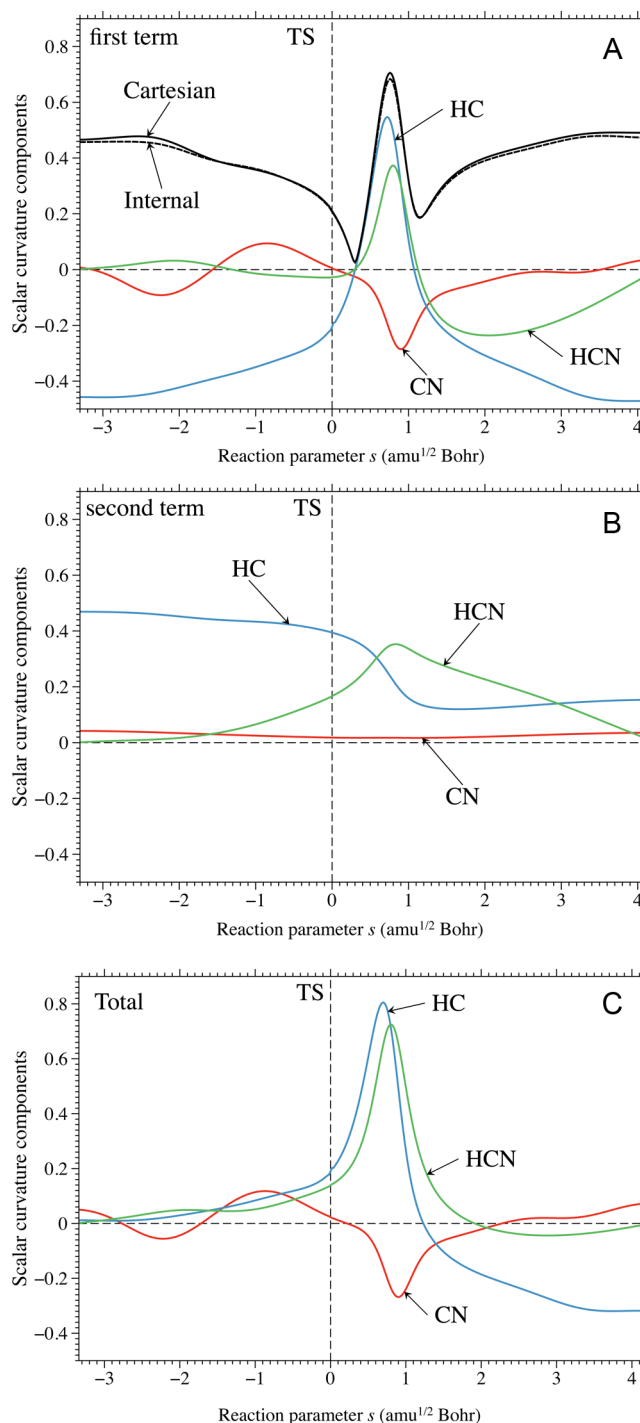 first term
TS
A
Cartesian
HC
Internal
HCN
CN
Scalar curvature components
0.8
0.6
0.4
0.2
0
−0.2
−0.4
−3 −2 −1 0 1 2 3 4
Reaction parameter s (amu1/2 Bohr)
second term
TS
B
HC
HCN
CN
Scalar curvature components
0.8
0.6
0.4
0.2
0
−0.2
−0.4
−3 −2 −1 0 1 2 3 4
Reaction parameter s (amu1/2 Bohr)
Total
TS
C
HC
HCN
CN
Scalar curvature components
0.8
0.6
0.4
0.2
0
−0.2
−0.4
−3 −2 −1 0 1 2 3 4
Reaction parameter s (amu1/2 Bohr)